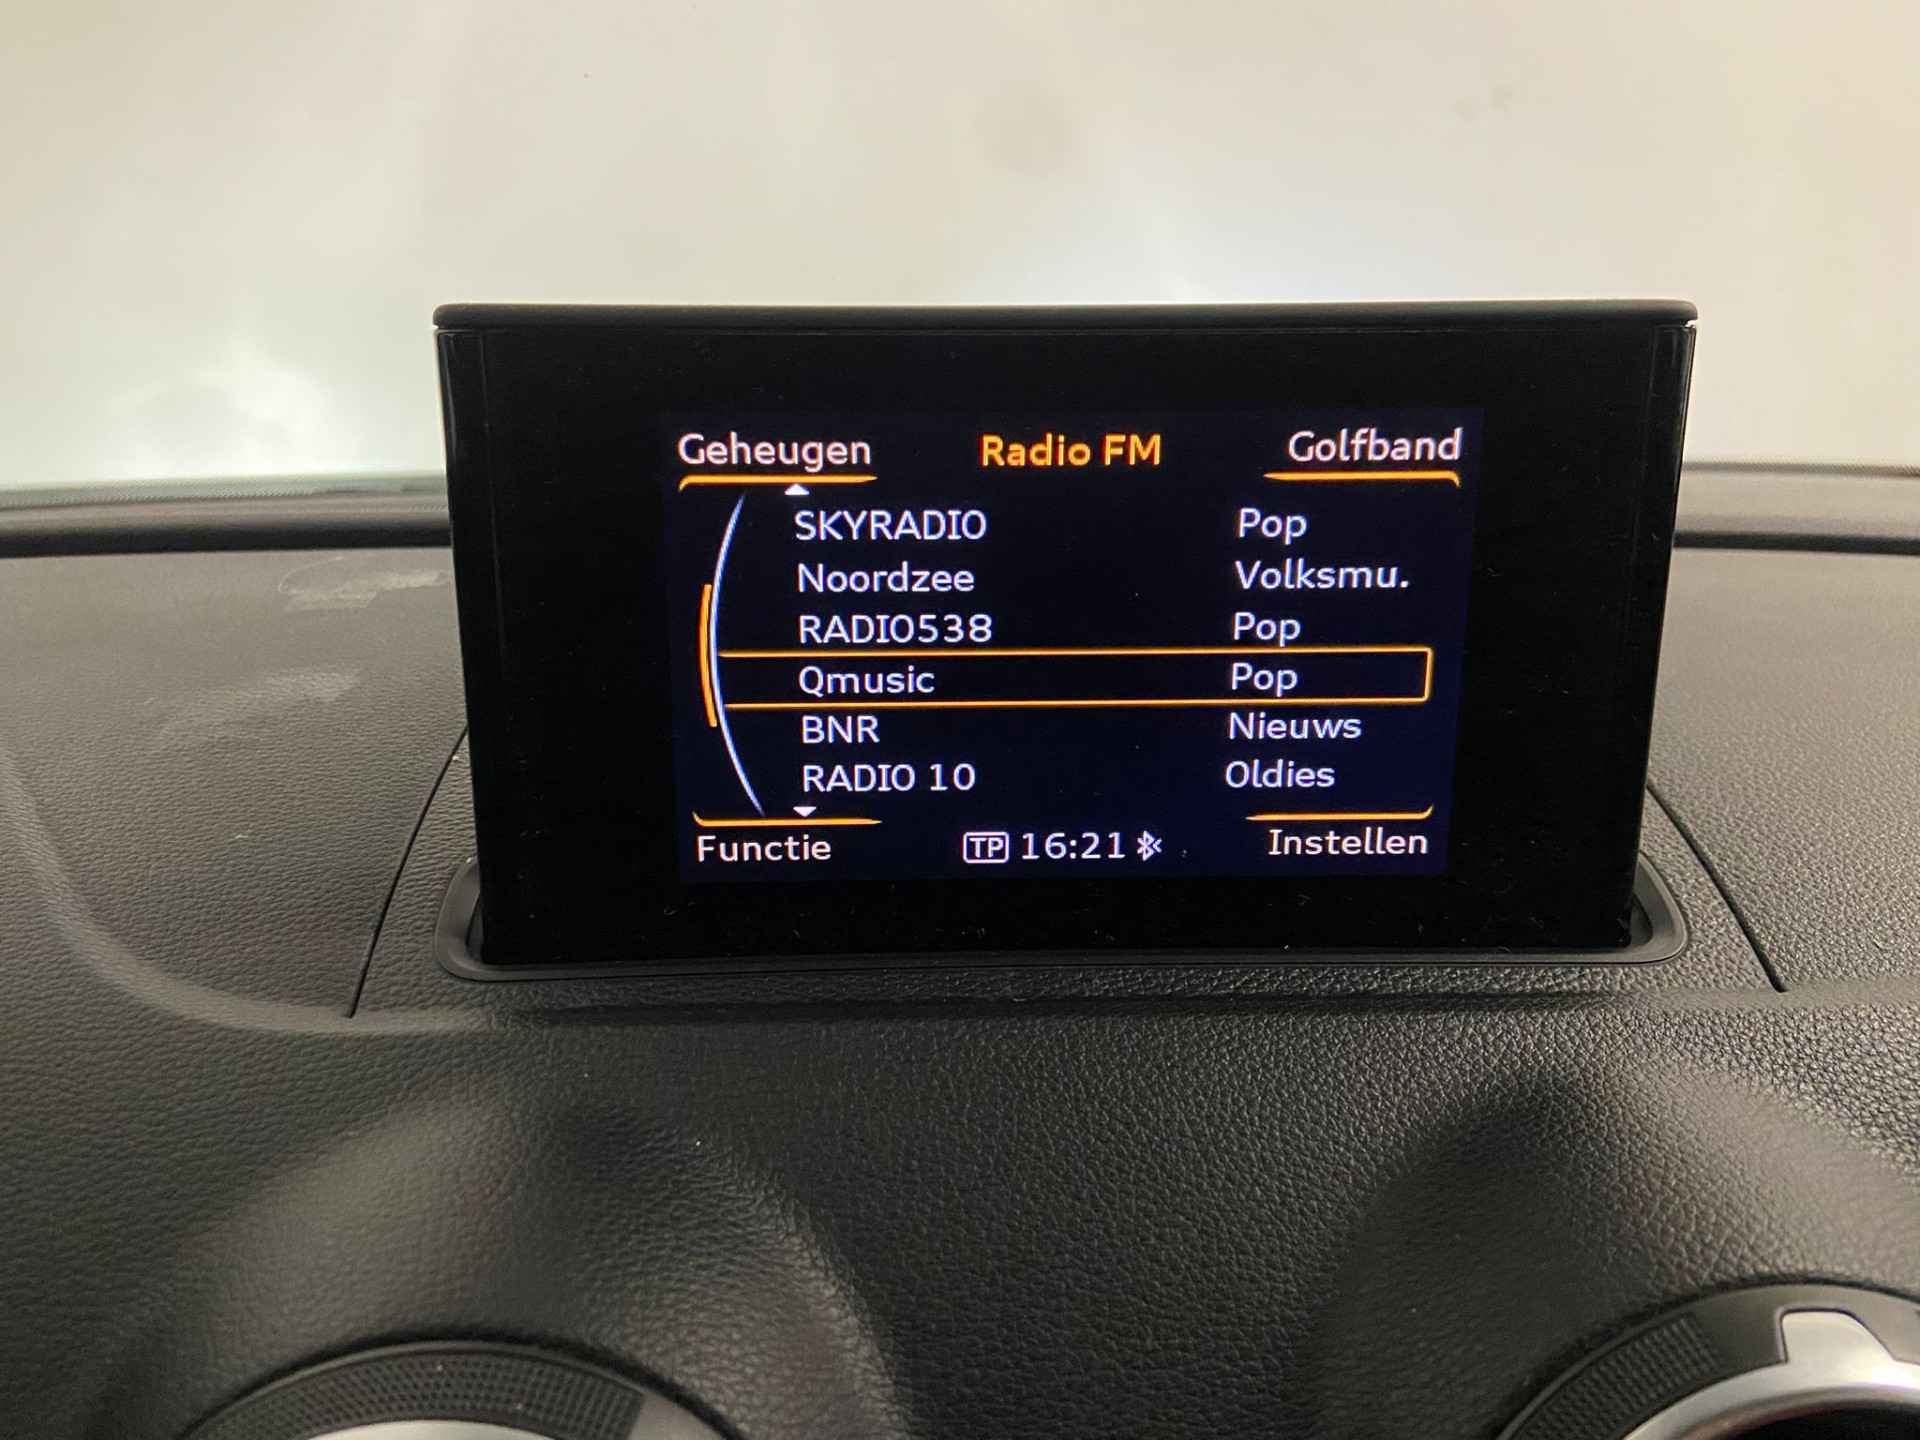 Geheugen Radio FM Golfband
SKYRADIO Pop
Noordzee Volksmu.
RADIO538 Pop
Qmusic Pop
BNR Nieuws
RADIO 10 Oldies
Functie TP 16:21 Instellen